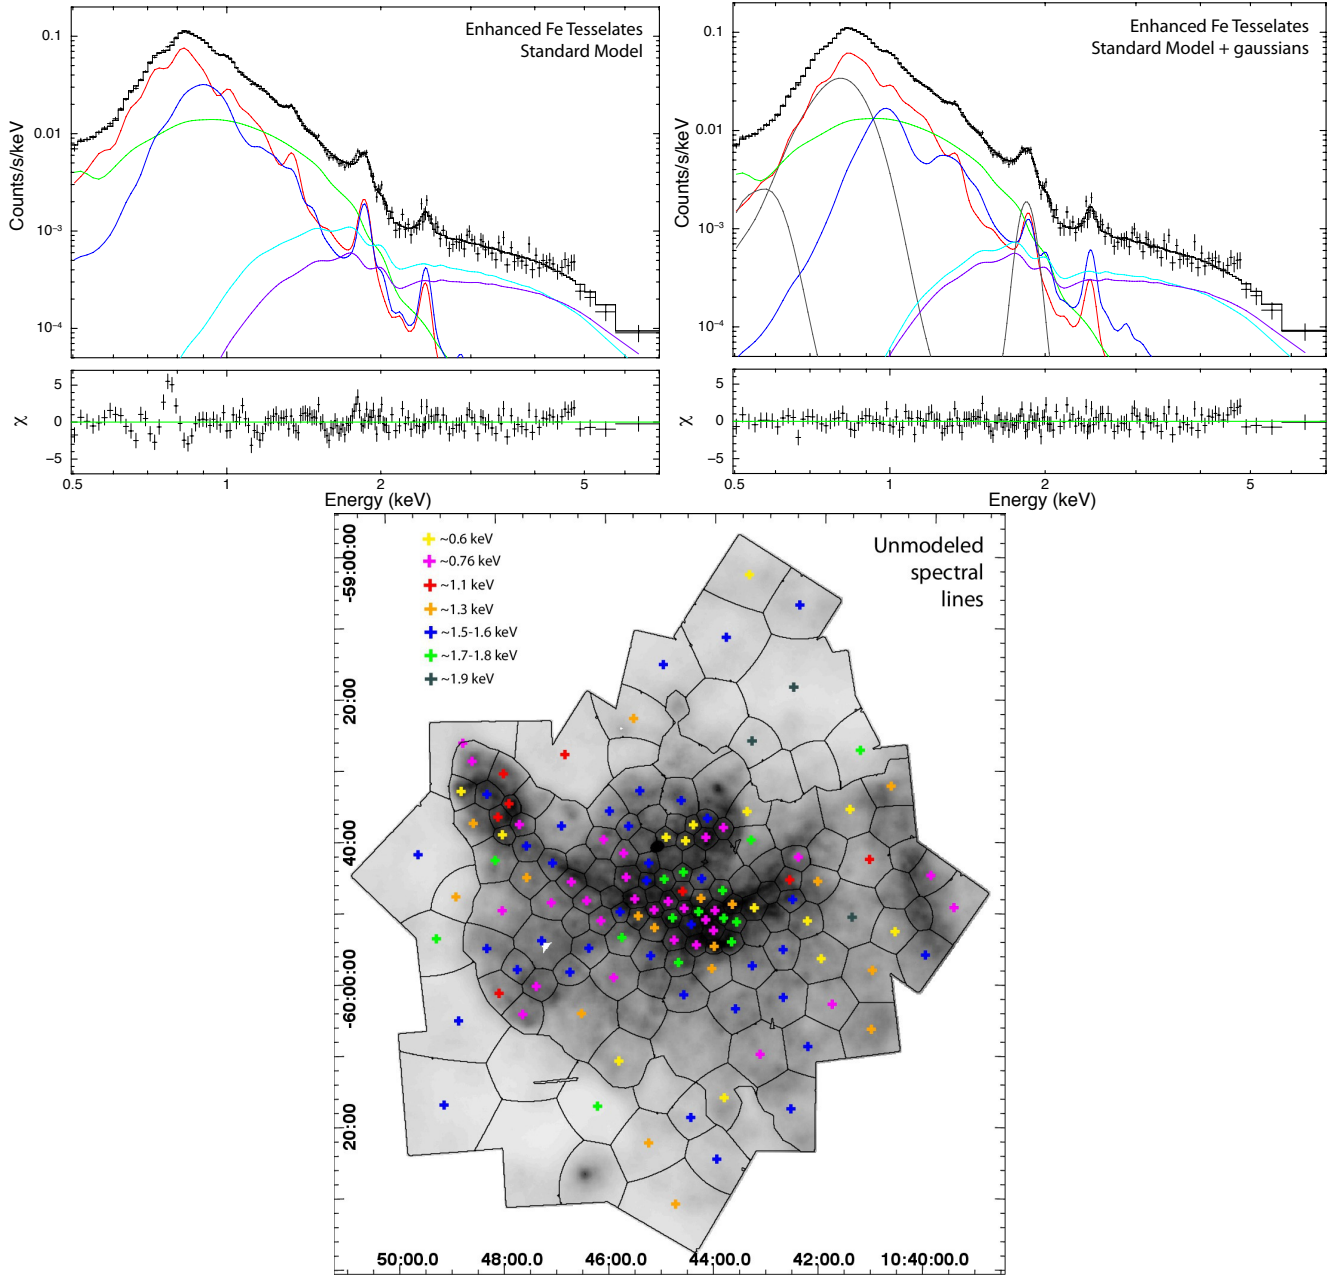 Enhanced Fe Tesselates
Standard Model
0.1
0.01
10⁻³
10⁻⁴
Counts/s/keV
5
0
−5
χ
0.5
1
2
5
Energy (keV)
Enhanced Fe Tesselates
Standard Model + gaussians
0.1
0.01
10⁻³
10⁻⁴
Counts/s/keV
5
0
−5
χ
0.5
1
2
5
Energy (keV)
Unmodeled
spectral
lines
~0.6 keV
~0.76 keV
~1.1 keV
~1.3 keV
~1.5-1.6 keV
~1.7-1.8 keV
~1.9 keV
-59:00:00
20:00
40:00
-60:00:00
20:00
50:00.0
48:00.0
46:00.0
44:00.0
42:00.0
10:40:00.0